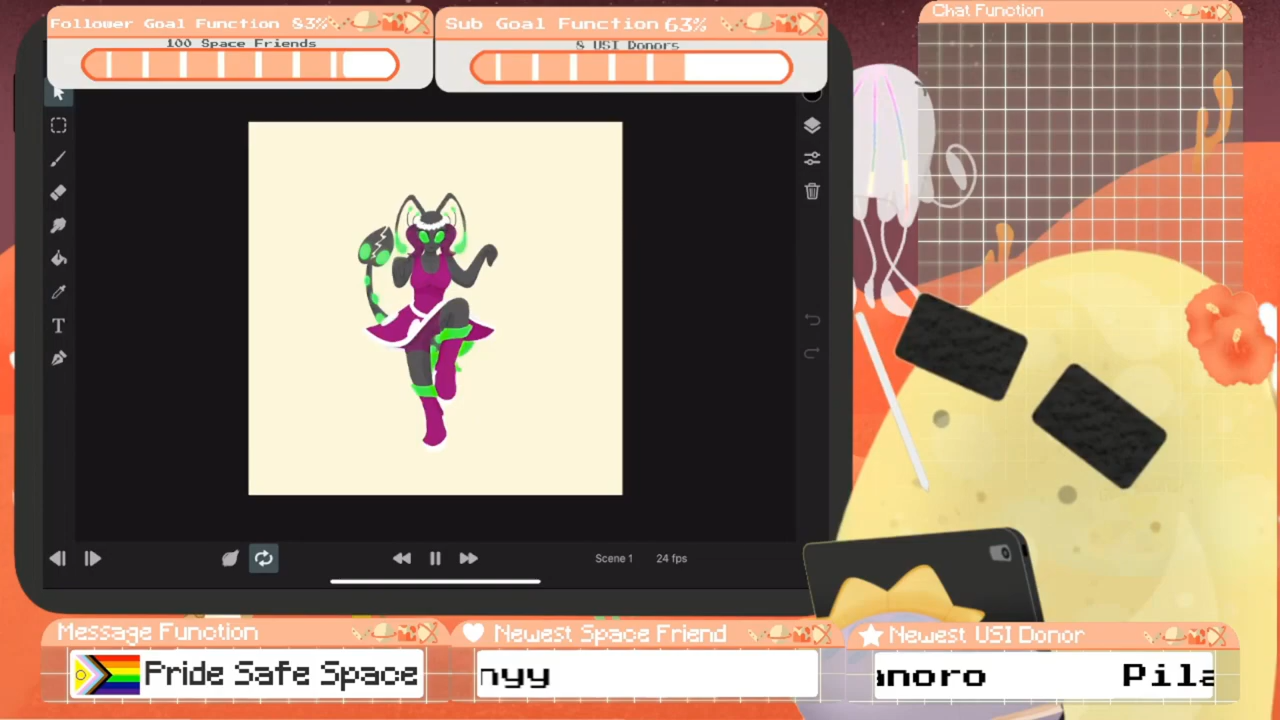 Follower Goal Function 83%
100 Space Friends
Sub Goal Function 63%
8 USI Donors
Chat Function
T
Scene 1 24 fps
Message Function
Pride Safe Space
Newest Space Friend
nyy
Newest USI Donor
anoro Pila